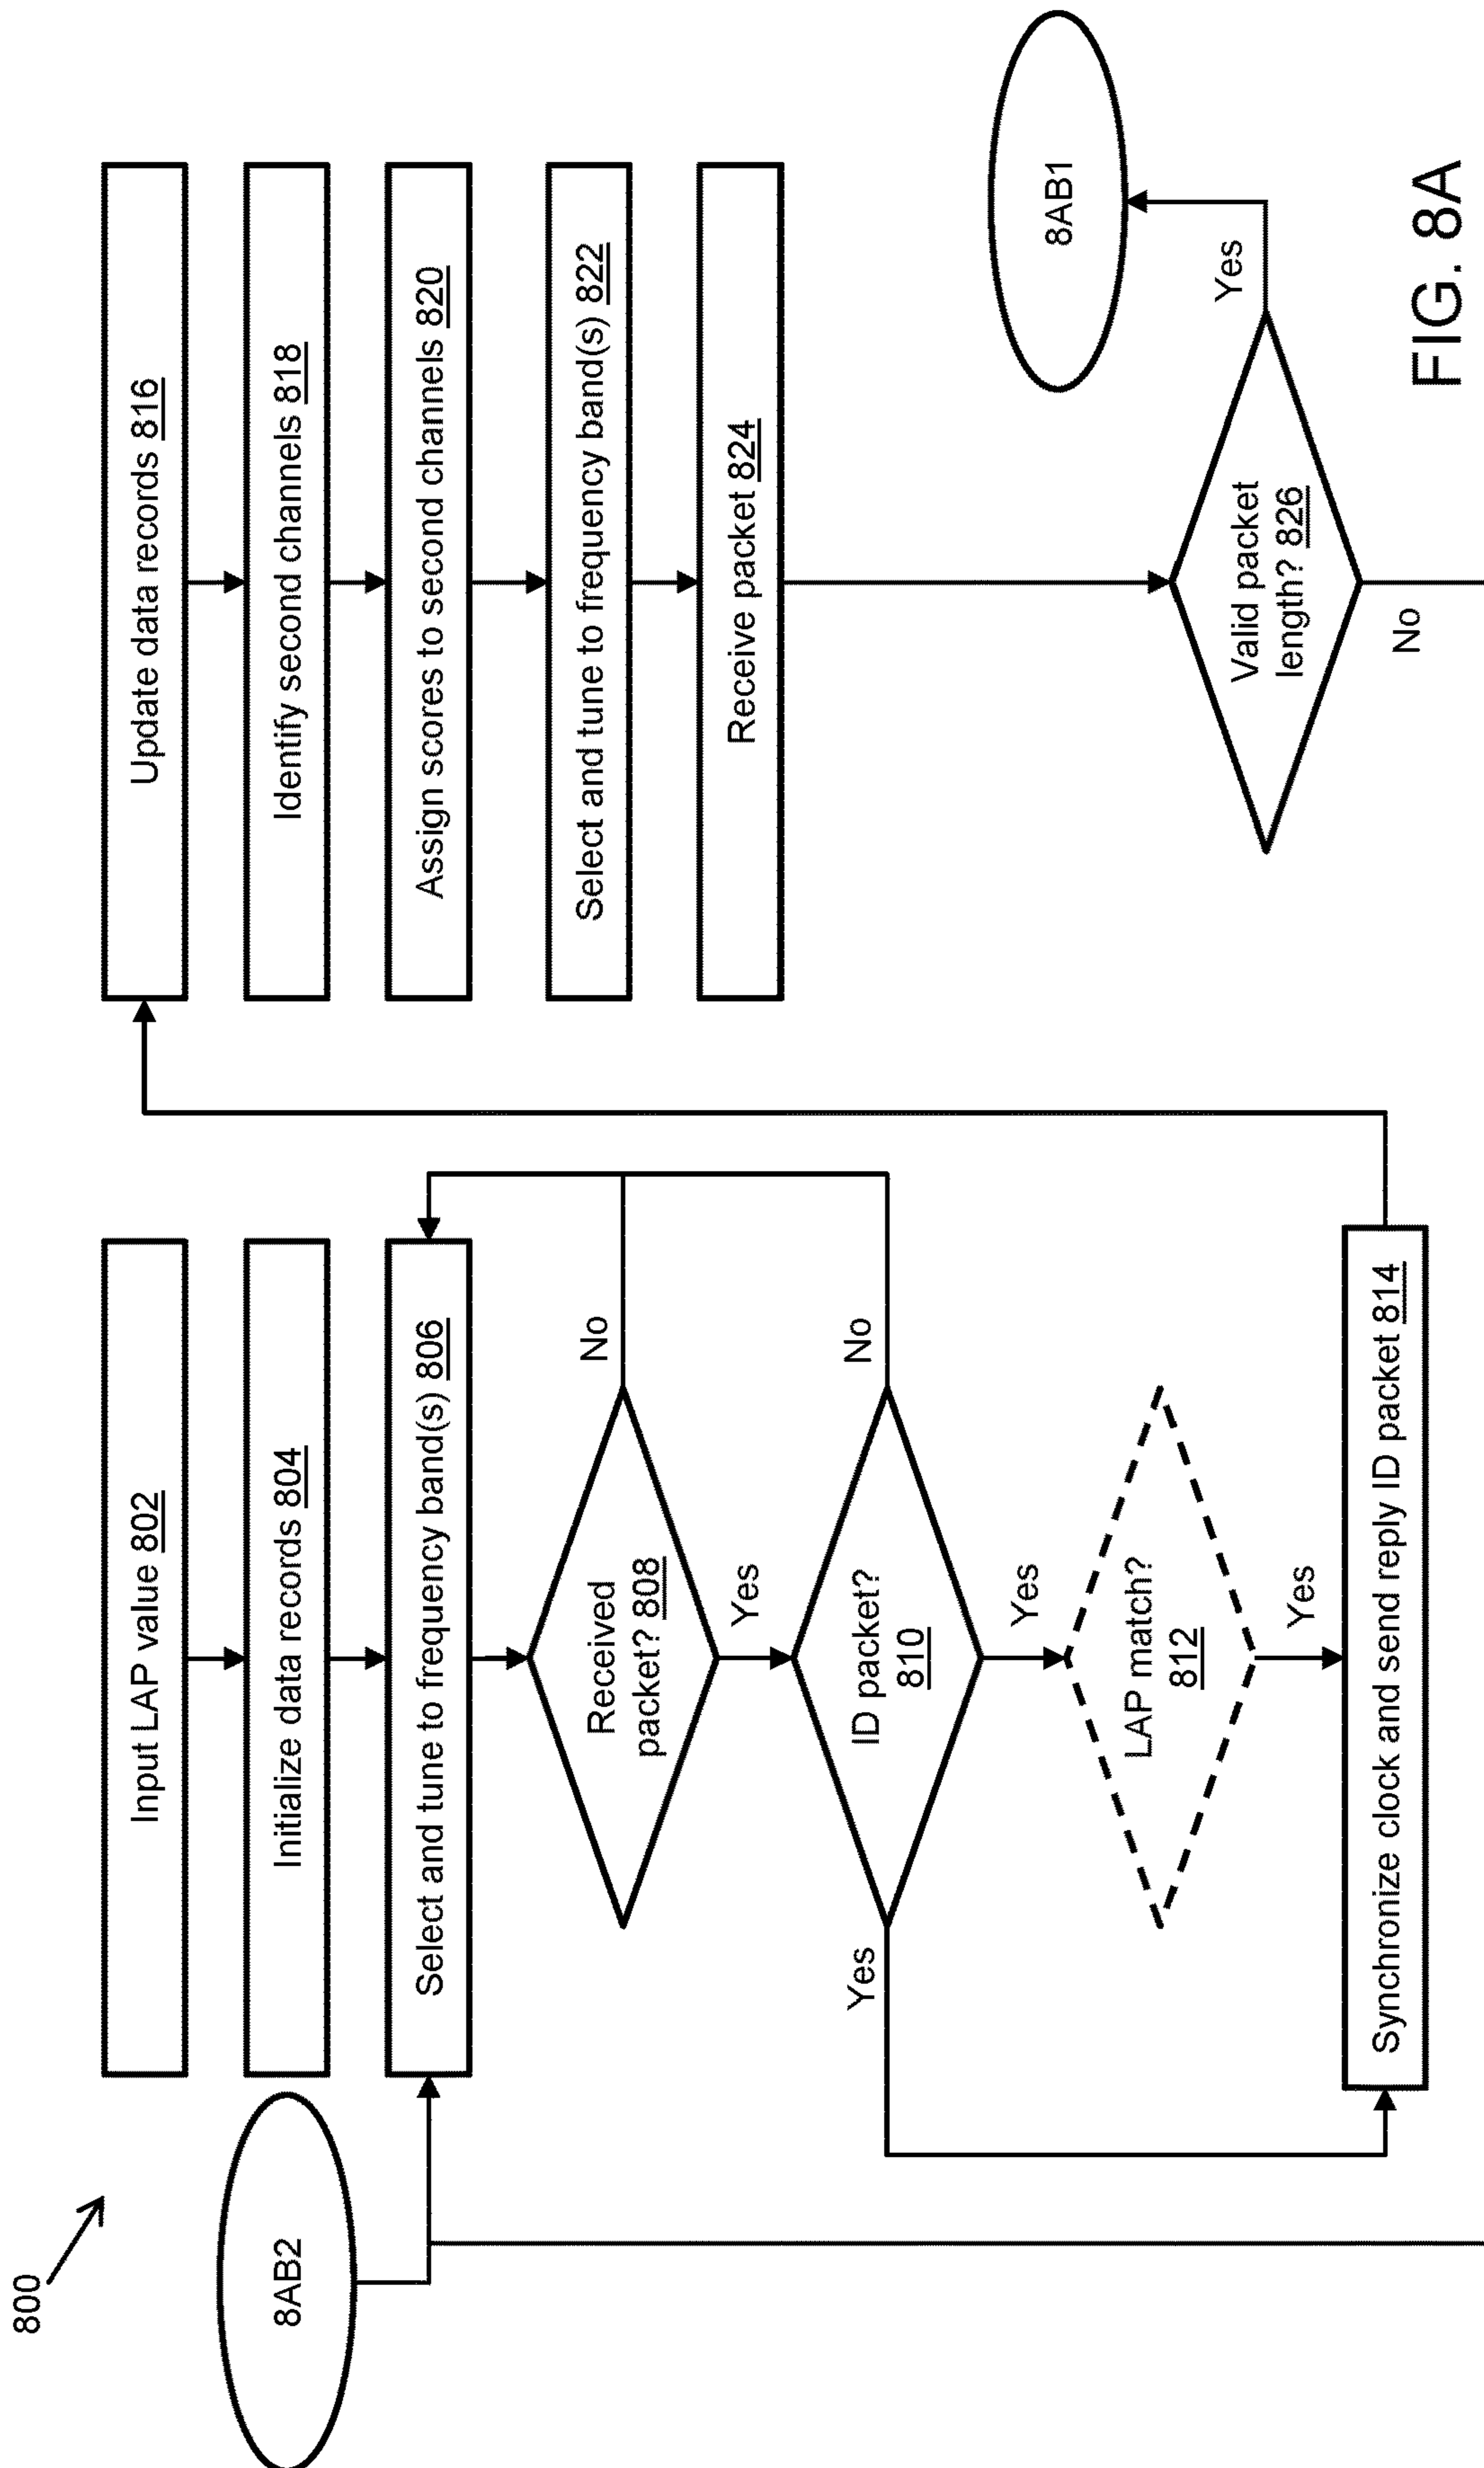 800
8AB2
Input LAP value 802
Initialize data records 804
Select and tune to frequency band(s) 806
Received
packet? 808
No
Yes
ID packet?
810
No
Yes
Yes
LAP match?
812
Yes
Synchronize clock and send reply ID packet 814
Update data records 816
Identify second channels 818
Assign scores to second channels 820
Select and tune to frequency band(s) 822
Receive packet 824
Valid packet
length? 826
Yes
No
8AB1
FIG. 8A